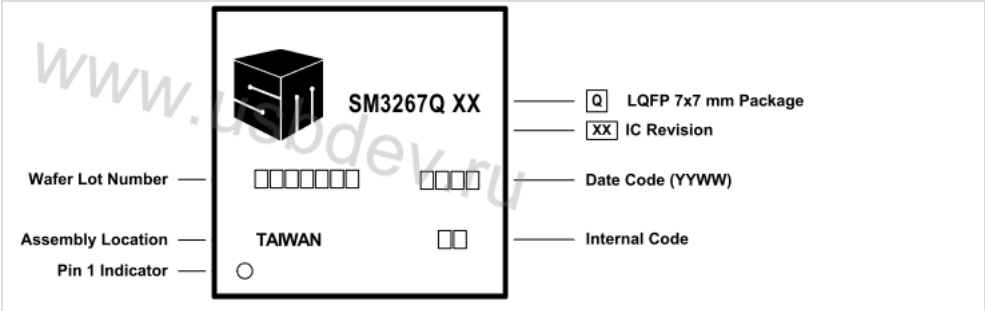 www.usbdev.ru
SM3267Q XX
Q LQFP 7x7 mm Package
XX IC Revision
Wafer Lot Number
Date Code (YYWW)
Assembly Location
TAIWAN
Internal Code
Pin 1 Indicator